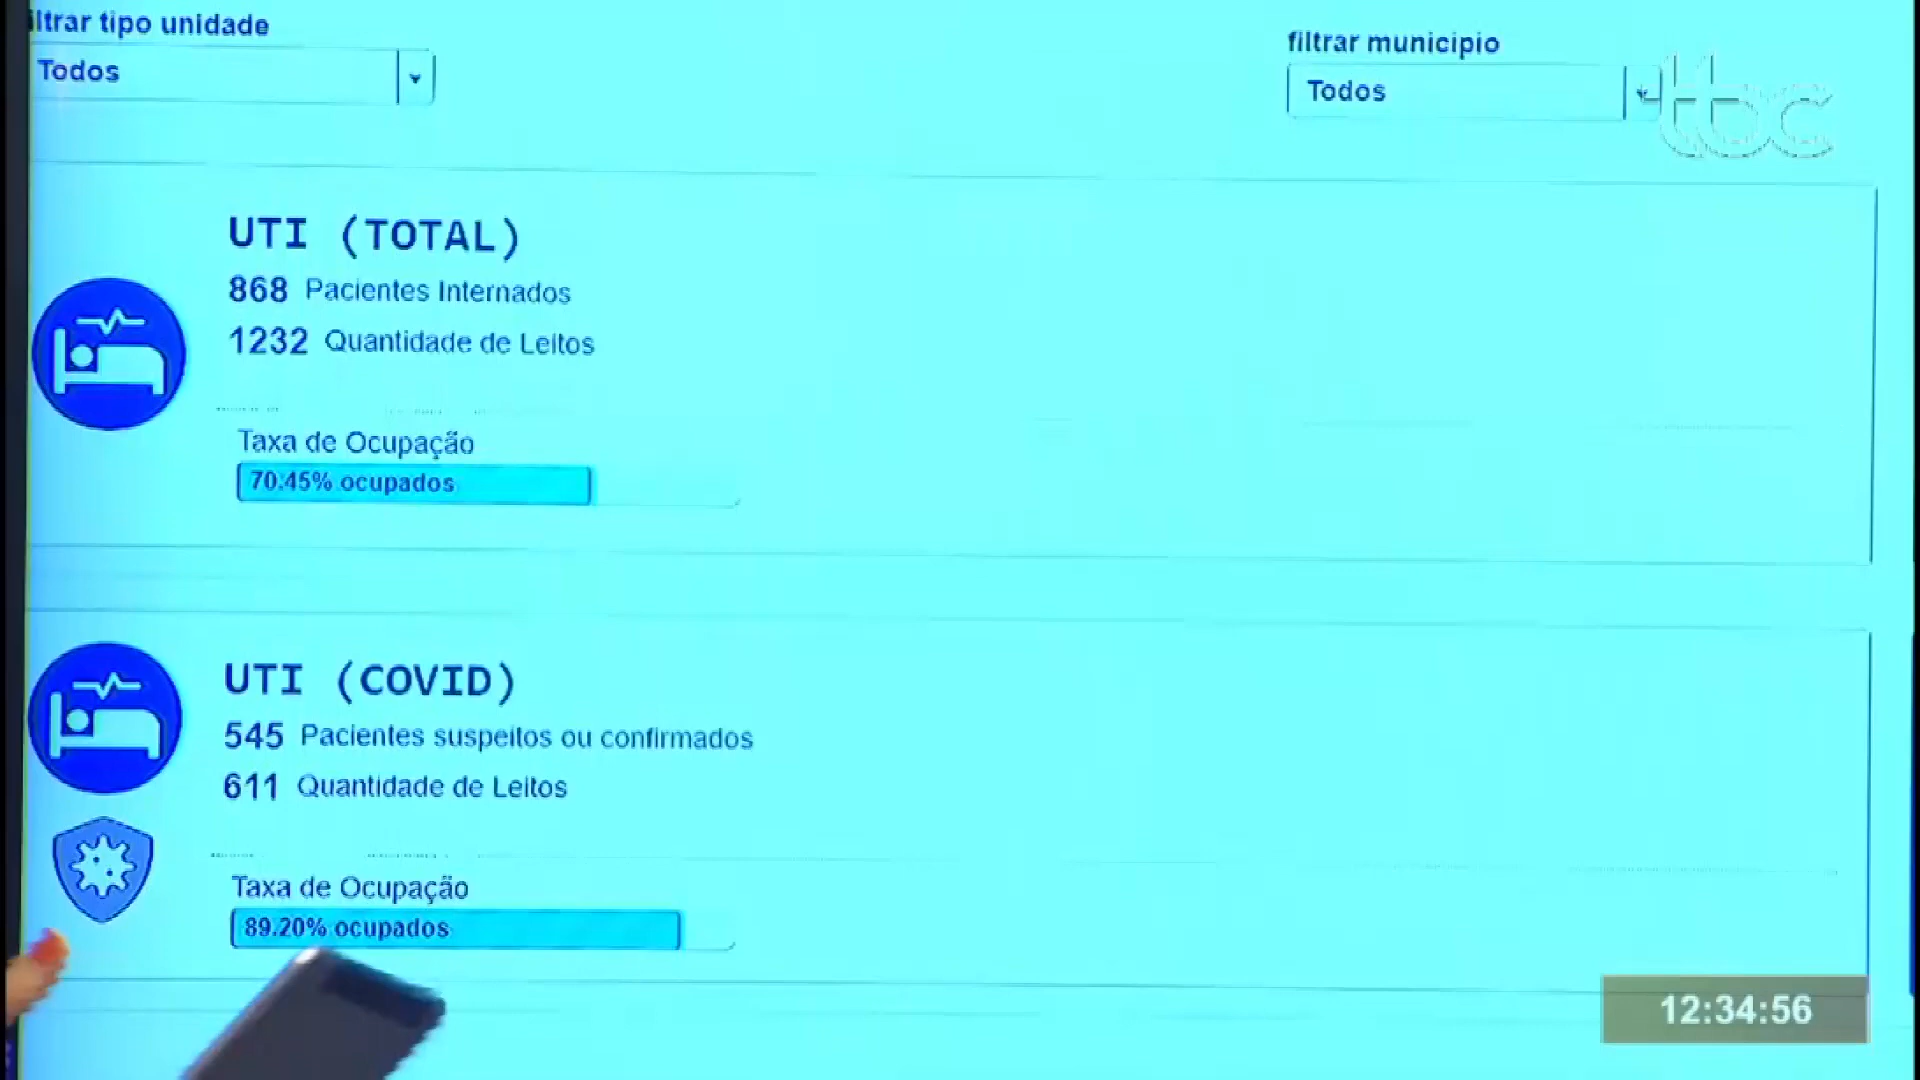 iltrar tipo unidade
Todos
filtrar municipio
Todos
tbc
UTI (TOTAL)
868 Pacientes Internados
1232 Quantidade de Leitos
Taxa de Ocupação
70.45% ocupados
UTI (COVID)
545 Pacientes suspeitos ou confirmados
611 Quantidade de Leitos
Taxa de Ocupação
89.20% ocupados
12:34:56